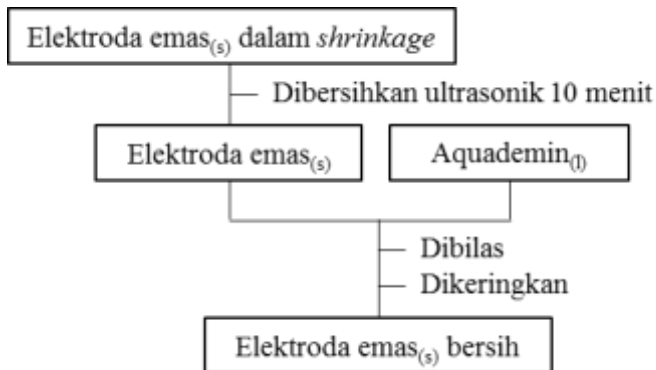 Elektroda emas(s) dalam shrinkage
Dibersihkan ultrasonik 10 menit
Elektroda emas(s)
Aquademin(l)
Dibilas
Dikeringkan
Elektroda emas(s) bersih